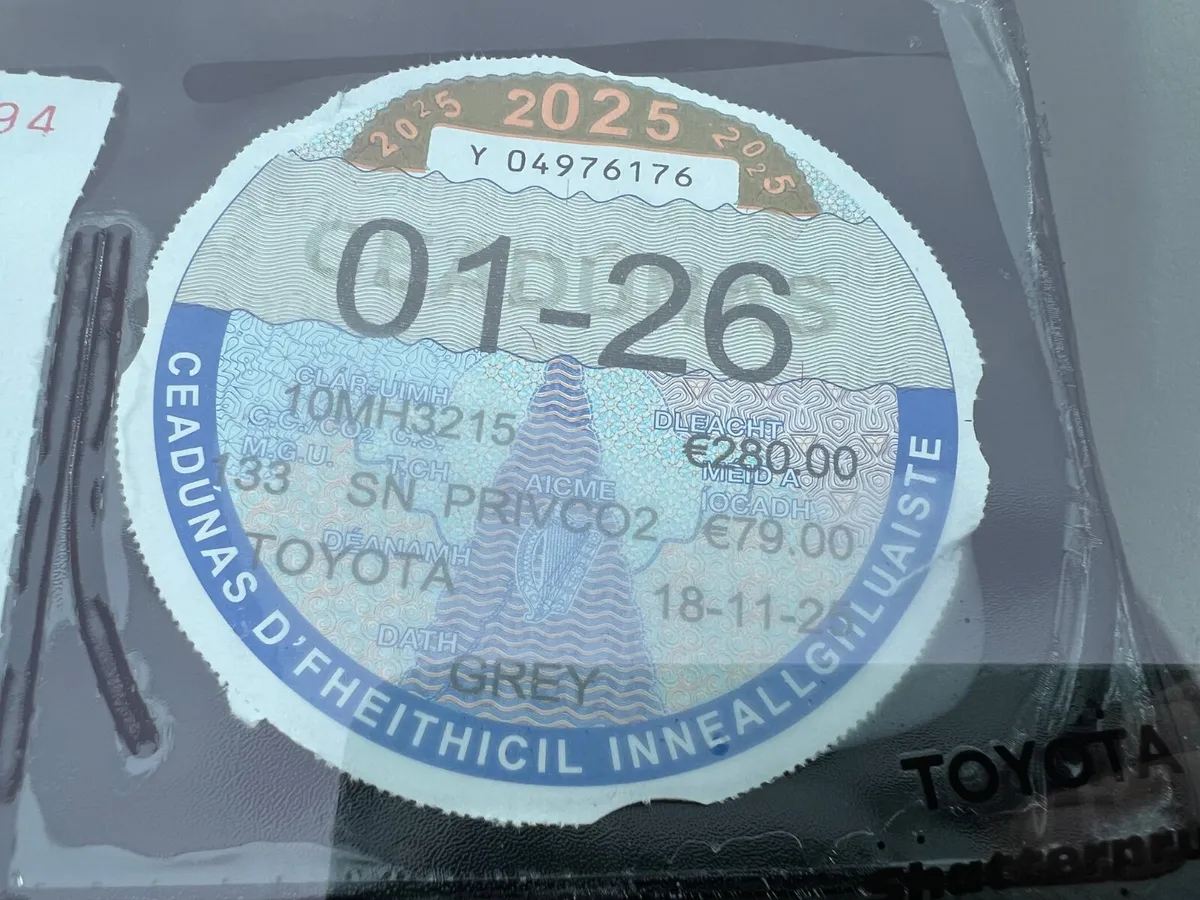 94
2025 2025 2025
Y 04976176
CEADÚNAS
01-26
CLÁR-UIMH
10MH3215
C.C./CO2 C.S.
M.G.U. T.CH
133 SN PRIVCO2
AICME
DÉANAMH
TOYOTA
DATH
GREY
DLEACHT
€280.00
MÉID A
ÍOCADH
€79.00
18-11-25
CEADÚNAS D'FHEITHICIL INNEALLGHLUAISTE
TOYOTA